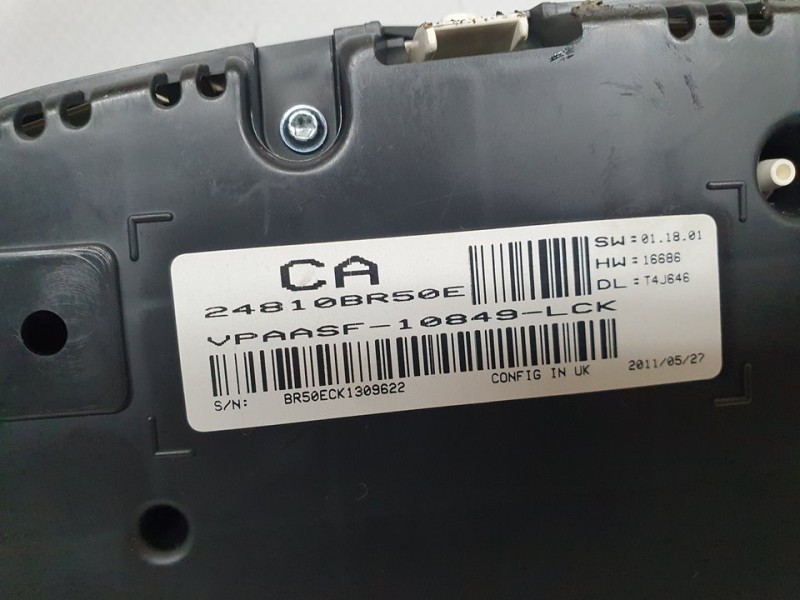 CA
24810BR50E
SW: 01.18.01
HW: 16686
DL: T4J646
VPAASF-10849-LCK
S/N: BR50ECK1309622
CONFIG IN UK
2011/05/27